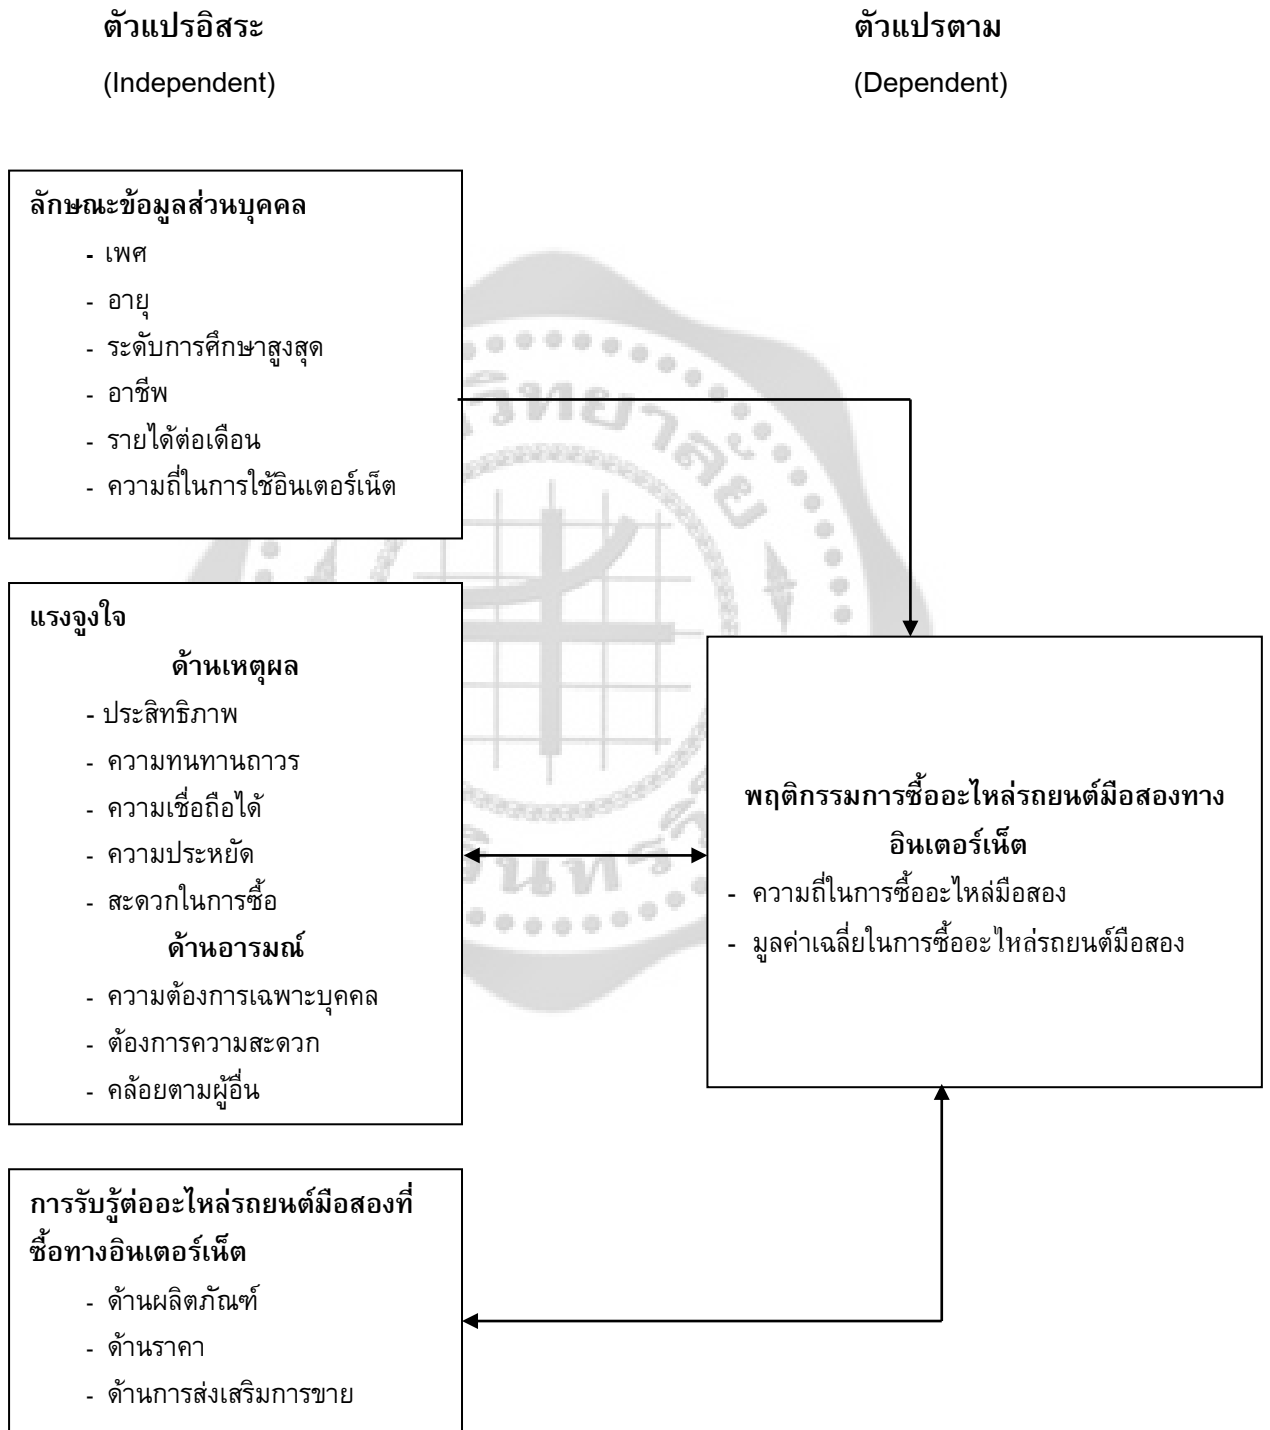 ตัวแปรอิสระ
(Independent)
ตัวแปรตาม
(Dependent)
ลักษณะข้อมูลส่วนบุคคล
- เพศ
- อายุ
- ระดับการศึกษาสูงสุด
- อาชีพ
- รายได้ต่อเดือน
- ความถี่ในการใช้อินเตอร์เน็ต
แรงจูงใจ
ด้านเหตุผล
- ประสิทธิภาพ
- ความทนทานถาวร
- ความเชื่อถือได้
- ความประหยัด
- สะดวกในการซื้อ
ด้านอารมณ์
- ความต้องการเฉพาะบุคคล
- ต้องการความสะดวก
- คล้อยตามผู้อื่น
พฤติกรรมการซื้ออะไหล่รถยนต์มือสองทาง
อินเตอร์เน็ต
- ความถี่ในการซื้ออะไหล่มือสอง
- มูลค่าเฉลี่ยในการซื้ออะไหล่รถยนต์มือสอง
การรับรู้ต่ออะไหล่รถยนต์มือสองที่
ซื้อทางอินเตอร์เน็ต
- ด้านผลิตภัณฑ์
- ด้านราคา
- ด้านการส่งเสริมการขาย